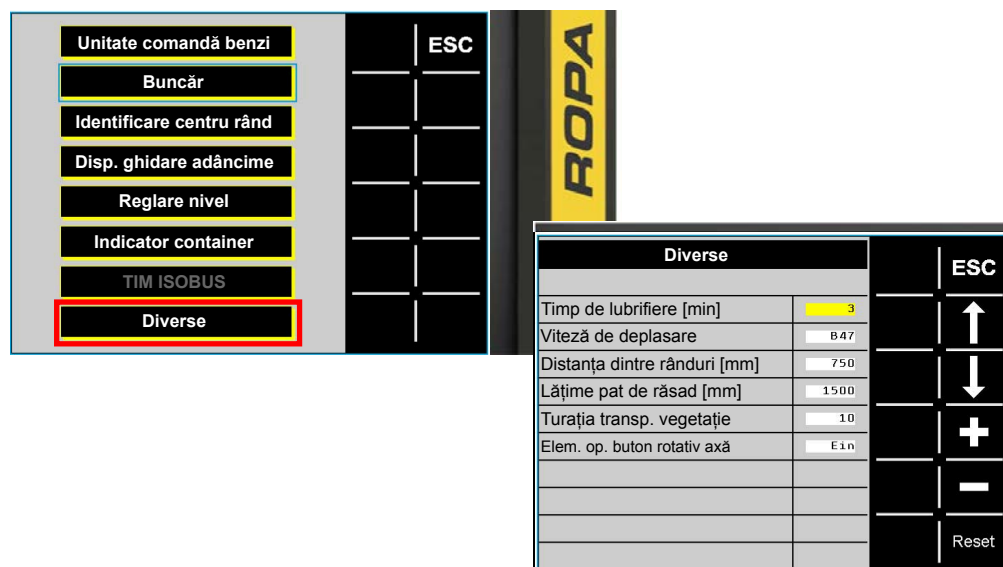 Unitate comandă benzi
ESC
Buncăr
Identificare centru rând
Disp. ghidare adâncime
Reglare nivel
Indicator container
TIM ISOBUS
Diverse
ROPA
Diverse
ESC
Timp de lubrifiere [min] 3
Viteză de deplasare B47
Distanța dintre rânduri [mm] 750
Lățime pat de răsad [mm] 1500
Turația transp. vegetație 10
Elem. op. buton rotativ axă Ein
Reset